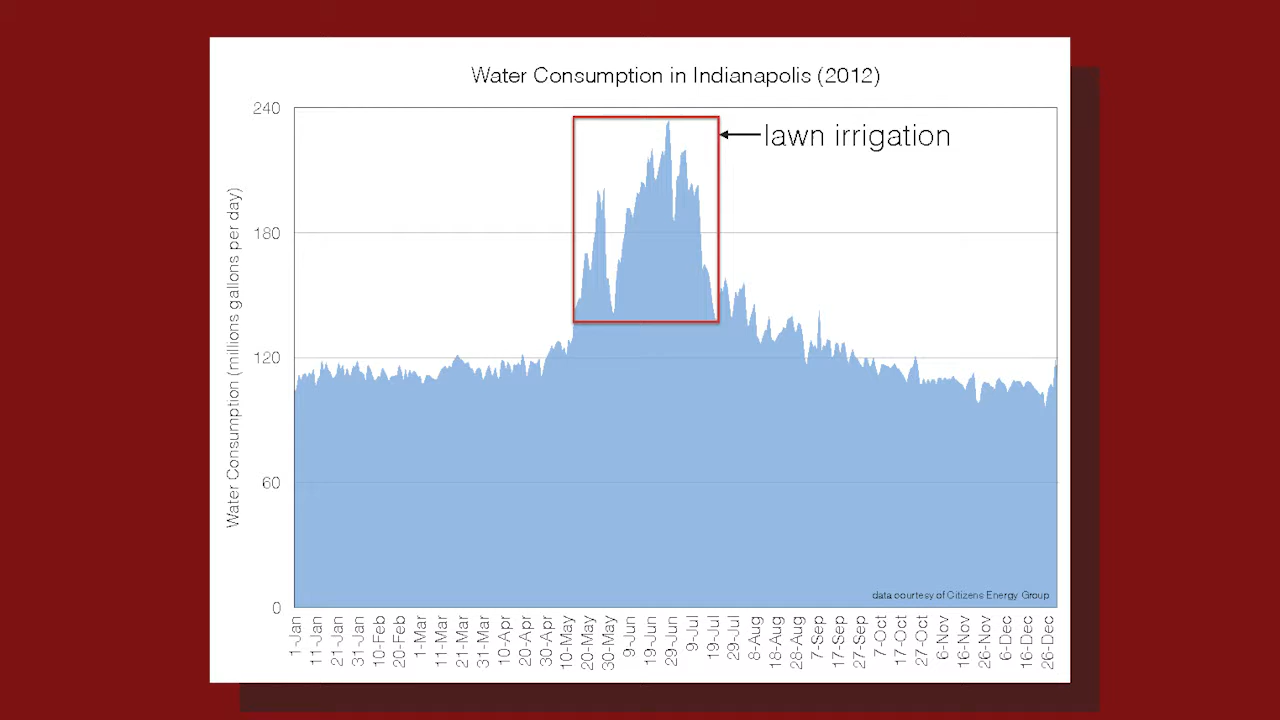 Water Consumption in Indianapolis (2012)
240
lawn irrigation
180
120
60
0
Water Consumption (millions gallons per day)
data courtesy of Citizens Energy Group
1-Jan
11-Jan
21-Jan
31-Jan
10-Feb
20-Feb
1-Mar
11-Mar
21-Mar
31-Mar
10-Apr
20-Apr
30-Apr
10-May
20-May
30-May
9-Jun
19-Jun
29-Jun
9-Jul
19-Jul
29-Jul
8-Aug
18-Aug
28-Aug
7-Sep
17-Sep
27-Sep
7-Oct
17-Oct
27-Oct
6-Nov
16-Nov
26-Nov
6-Dec
16-Dec
26-Dec